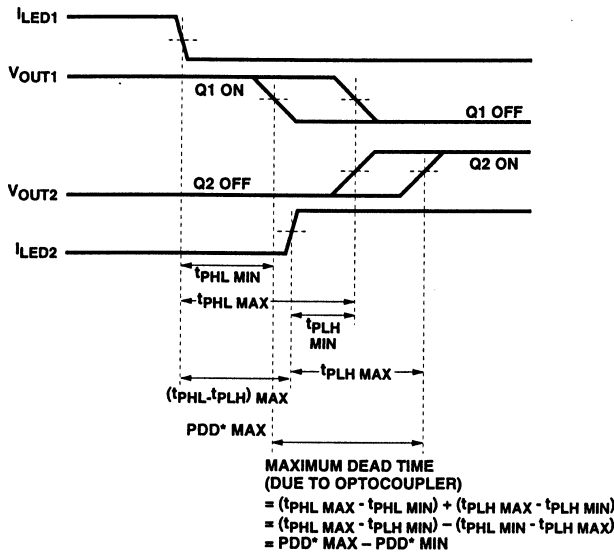 ILED1
VOUT1
Q1 ON
Q1 OFF
Q2 ON
VOUT2
Q2 OFF
ILED2
tPHL MIN
tPHL MAX
tPLH
MIN
tPLH MAX
(tPHL-tPLH) MAX
PDD* MAX
MAXIMUM DEAD TIME
(DUE TO OPTOCOUPLER)
= (tPHL MAX - tPHL MIN) + (tPLH MAX - tPLH MIN)
= (tPHL MAX - tPLH MIN) – (tPHL MIN - tPLH MAX)
= PDD* MAX – PDD* MIN